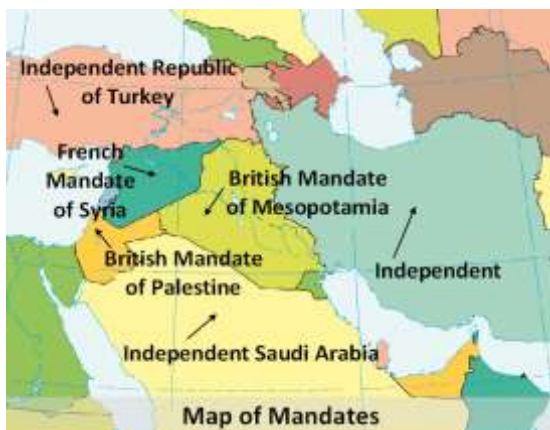 Independent Republic
of Turkey
French
Mandate
of Syria
British Mandate
of Mesopotamia
British Mandate
of Palestine
Independent
Independent Saudi Arabia
Map of Mandates